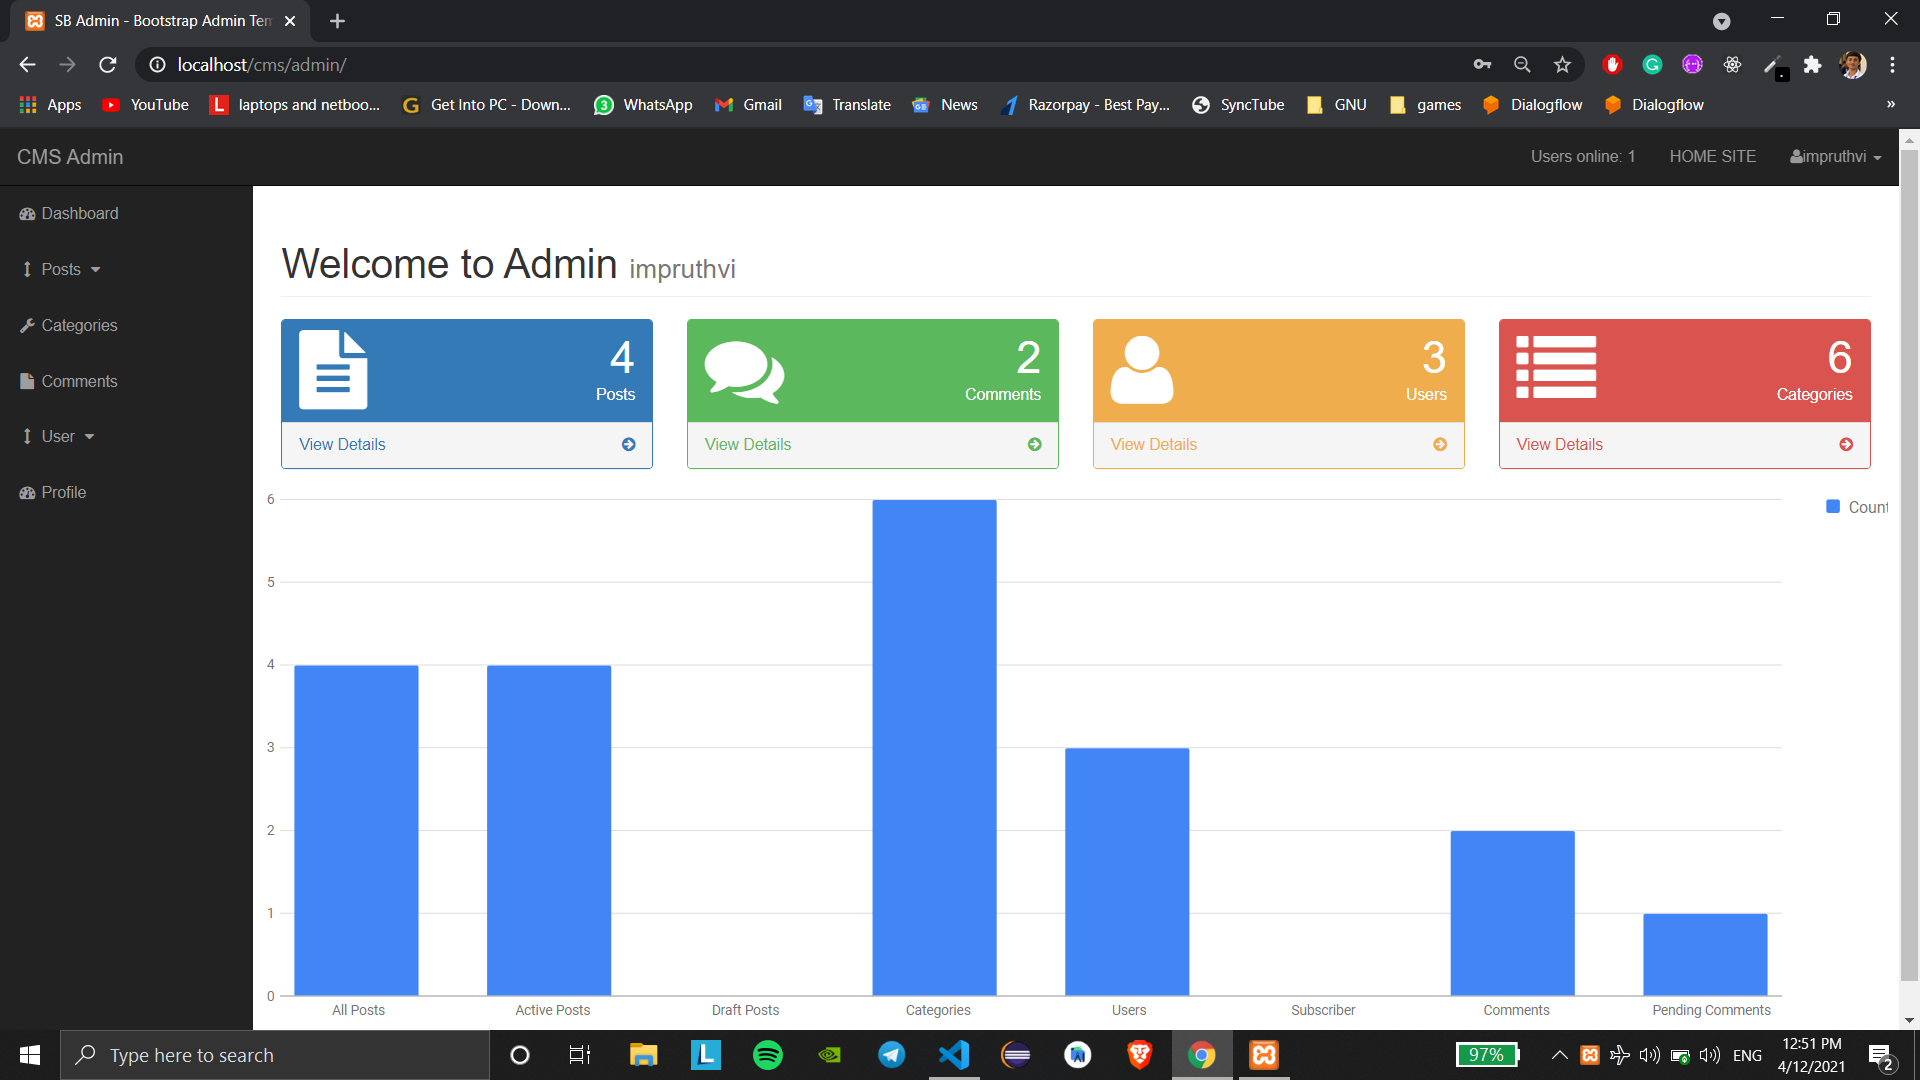 SB Admin - Bootstrap Admin Tem
localhost/cms/admin/
Apps
YouTube
L
laptops and netboo...
G
Get Into PC - Down...
3
WhatsApp
Gmail
Translate
News
Razorpay - Best Pay...
SyncTube
GNU
games
Dialogflow
Dialogflow
»
CMS Admin
Users online: 1
HOME SITE
impruthvi
Dashboard
Posts
Categories
Comments
User
Profile
Welcome to Admin impruthvi
4
Posts
View Details
2
Comments
View Details
3
Users
View Details
6
Categories
View Details
6
5
4
3
2
1
0
Count
All Posts
Active Posts
Draft Posts
Categories
Users
Subscriber
Comments
Pending Comments
Type here to search
L
97%
ENG
12:51 PM
4/12/2021
2